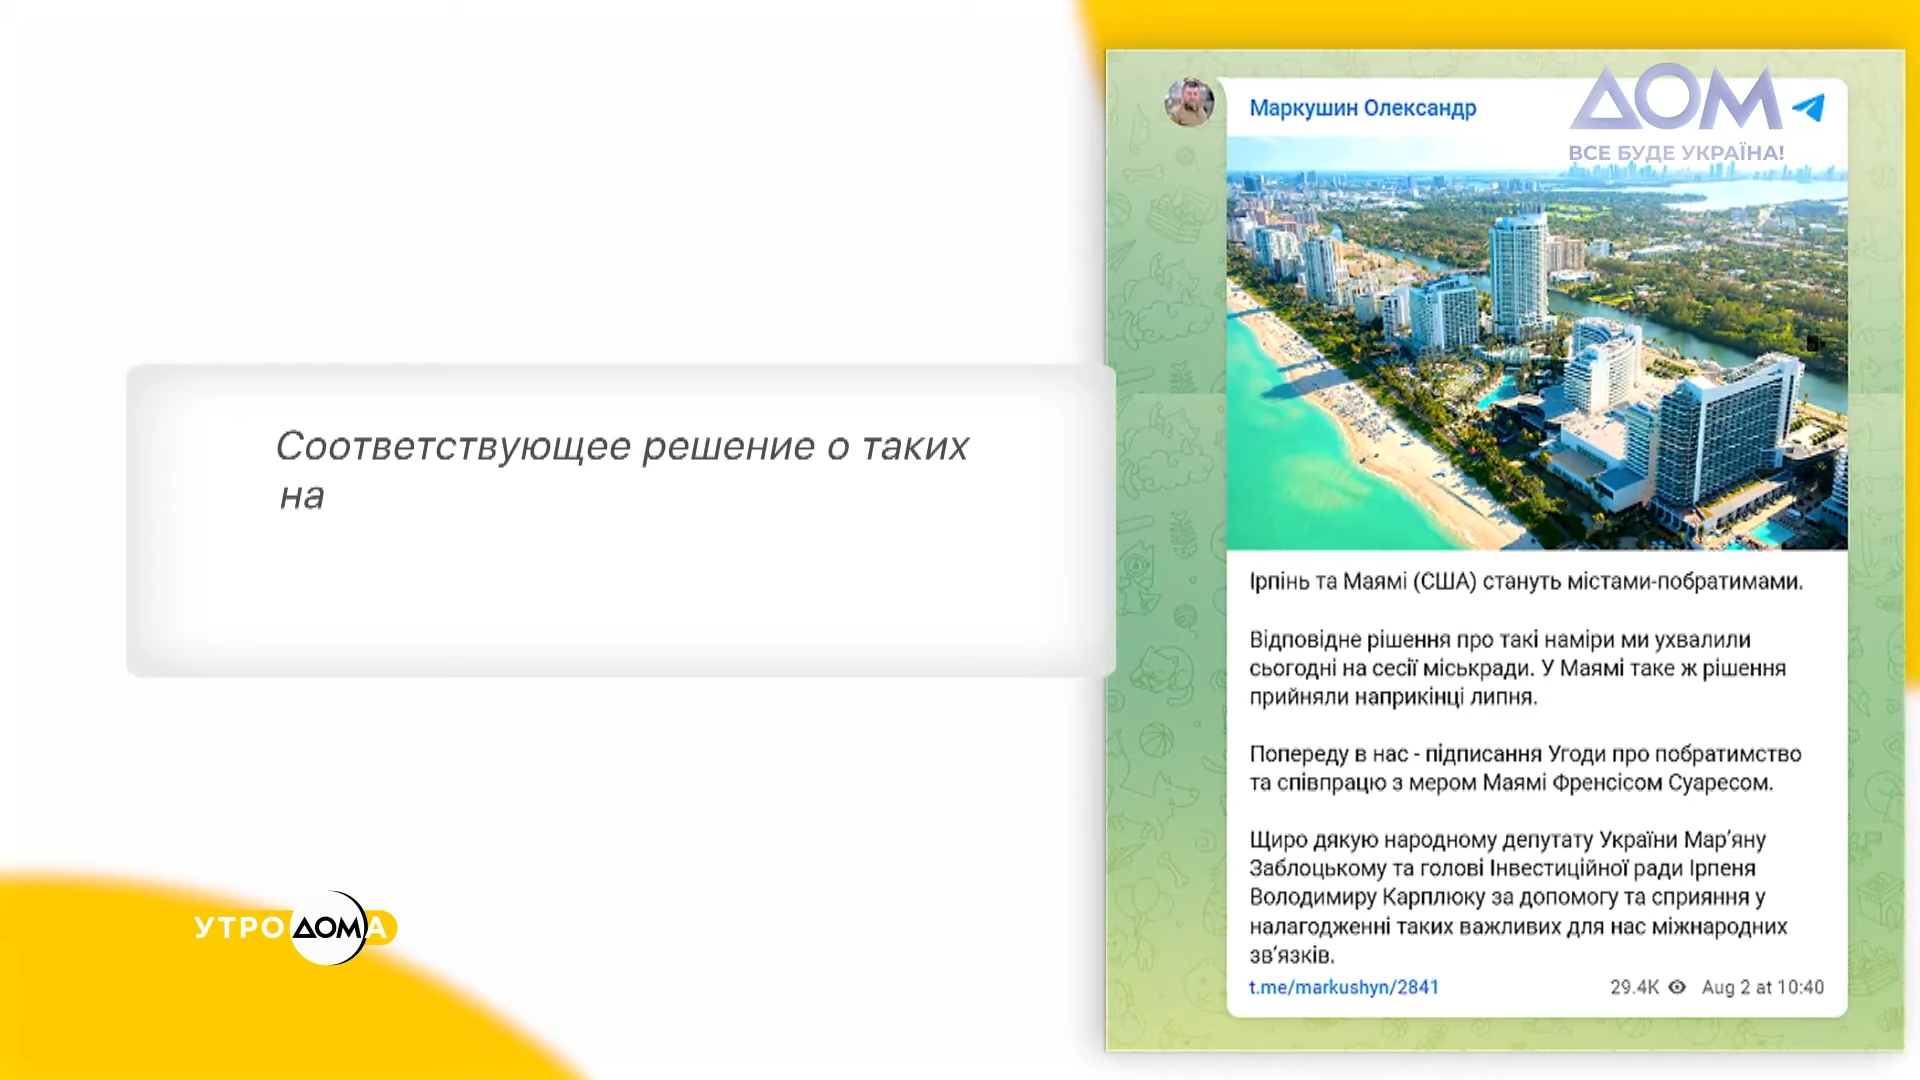 Соответствующее решение о таких
на
УТРО ДОМА
ДОМ
ВСЕ БУДЕ УКРАЇНА!
Маркушин Олександр
Ірпінь та Маямі (США) стануть містами-побратимами.
Відповідне рішення про такі наміри ми ухвалили
сьогодні на сесії міськради. У Маямі таке ж рішення
прийняли наприкінці липня.
Попереду в нас - підписання Угоди про побратимство
та співпрацю з мером Маямі Френсісом Суаресом.
Щиро дякую народному депутату України Мар’яну
Заблоцькому та голові Інвестиційної ради Ірпеня
Володимиру Карплюку за допомогу та сприяння у
налагодженні таких важливих для нас міжнародних
зв’язків.
t.me/markushyn/2841
29.4K Aug 2 at 10:40